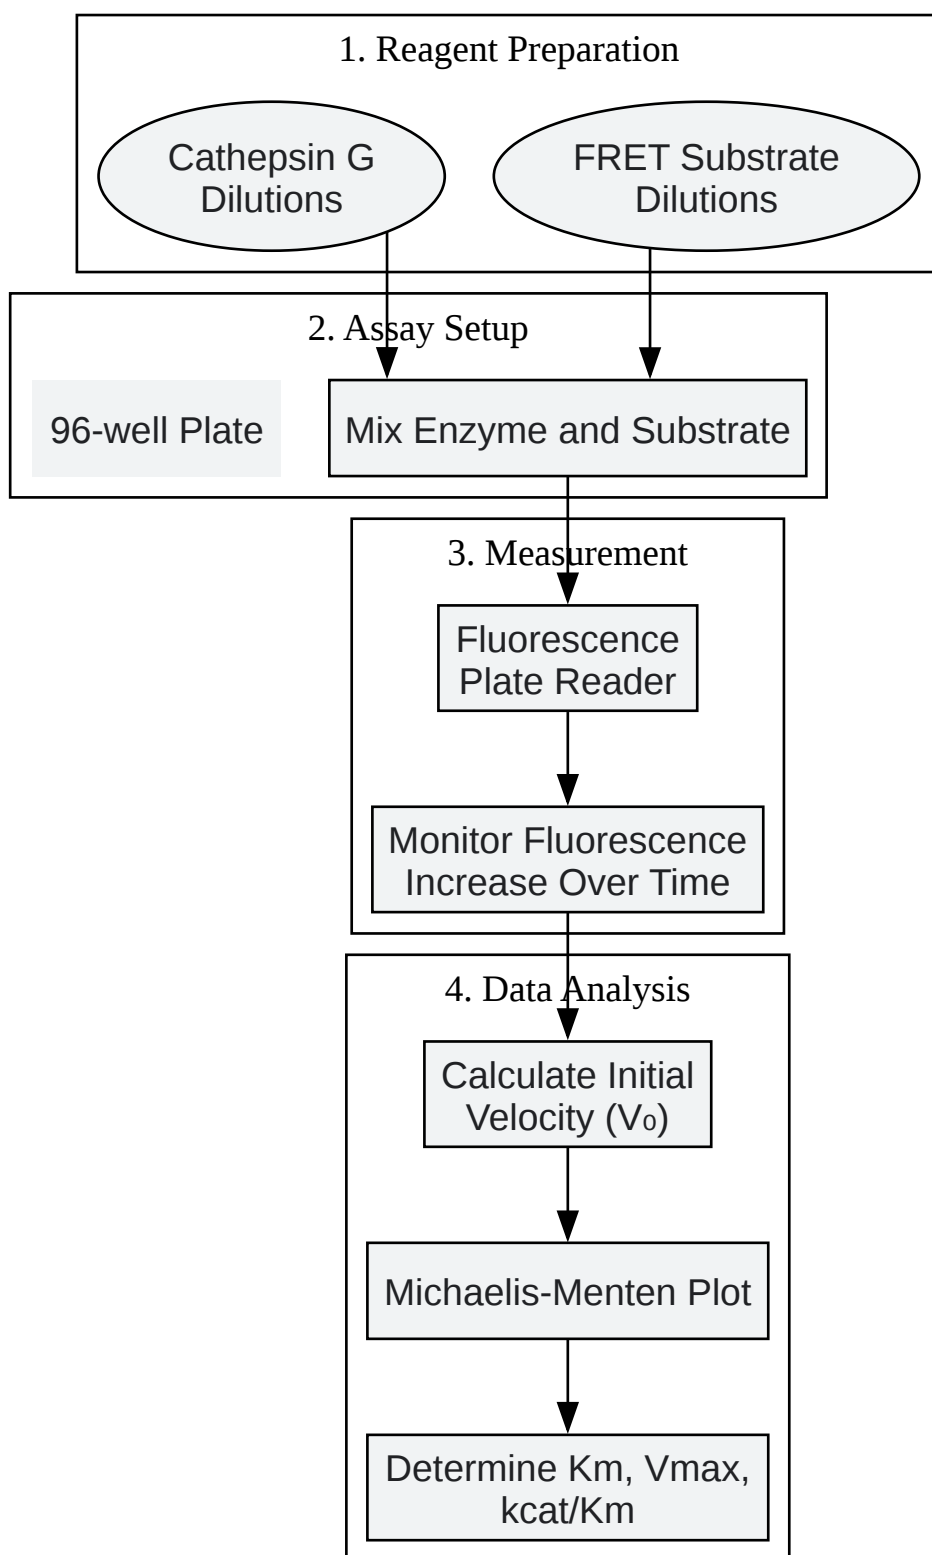 1. Reagent Preparation
Cathepsin G
Dilutions
FRET Substrate
Dilutions
2. Assay Setup
96-well Plate
Mix Enzyme and Substrate
3. Measurement
Fluorescence
Plate Reader
Monitor Fluorescence
Increase Over Time
4. Data Analysis
Calculate Initial
Velocity (V₀)
Michaelis-Menten Plot
Determine Km, Vmax,
kcat/Km